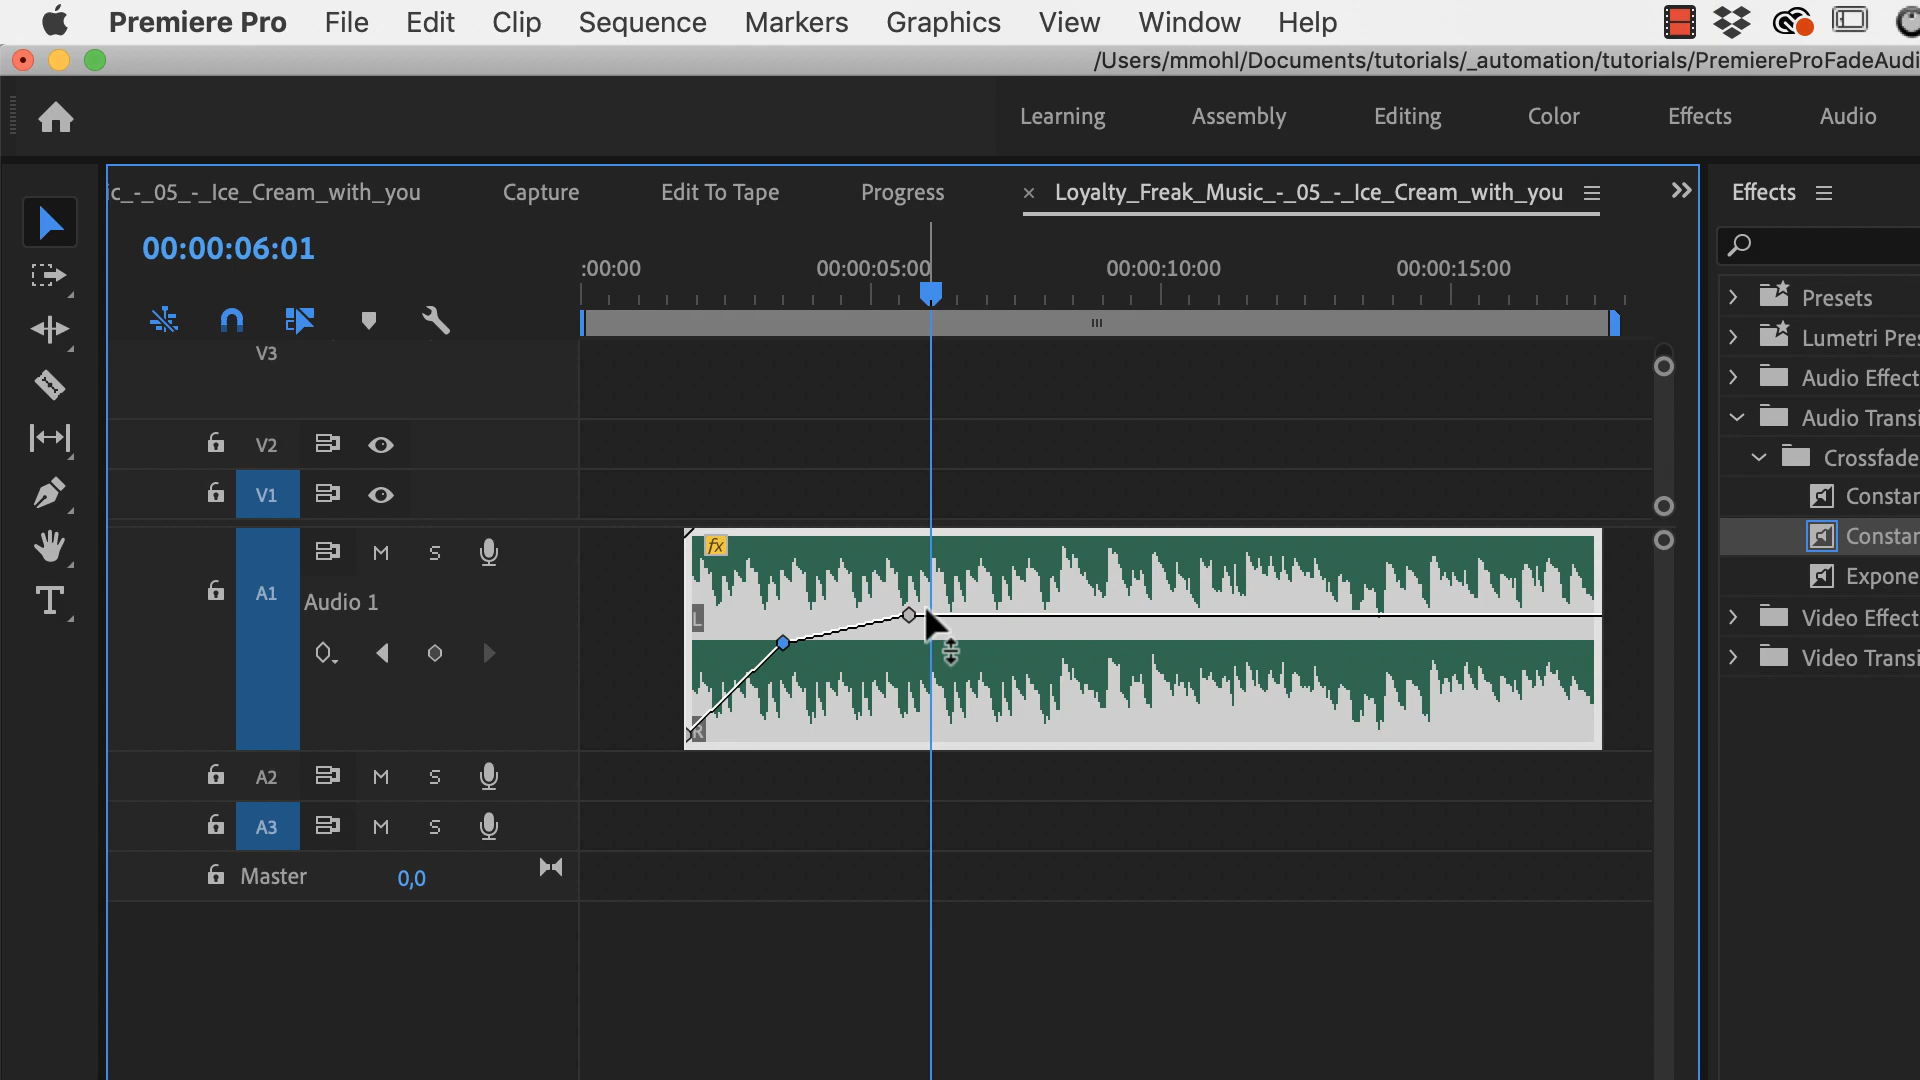 Premiere Pro File Edit Clip Sequence Markers Graphics View Window Help
/Users/mmohl/Documents/tutorials/_automation/tutorials/PremiereProFadeAudi
Learning Assembly Editing Color Effects Audio
ic_-_05_-_Ice_Cream_with_you Capture Edit To Tape Progress × Loyalty_Freak_Music_-_05_-_Ice_Cream_with_you
00:00:06:01
:00:00 00:00:05:00 00:00:10:00 00:00:15:00
V3
V2
V1
A1 M S
Audio 1
fx
L
R
A2 M S
A3 M S
Master 0,0
Effects
Presets
Lumetri Pres
Audio Effect
Audio Transi
Crossfade
Constan
Constan
Expone
Video Effect
Video Transi